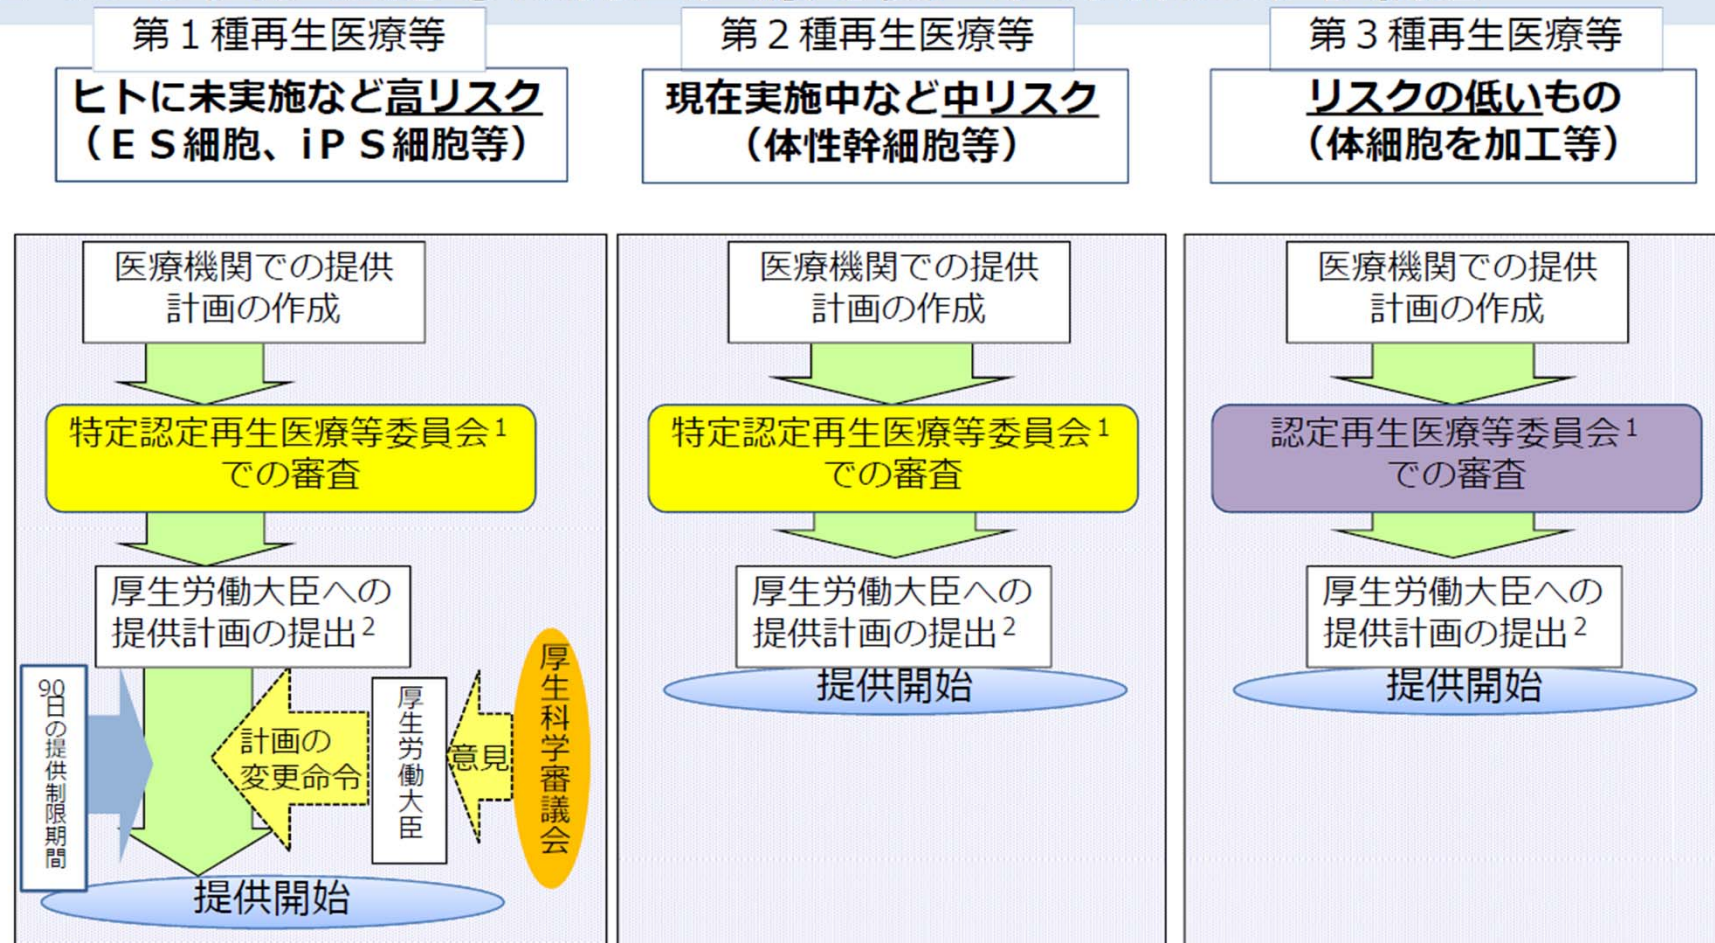 第１種再生医療等
ヒトに未実施など高リスク
（ＥＳ細胞、iＰＳ細胞等）
医療機関での提供
計画の作成
特定認定再生医療等委員会1
での審査
厚生労働大臣への
提供計画の提出2
90日の提供制限期間
計画の
変更命令
厚生労働大臣
意見
厚生科学審議会
提供開始
第２種再生医療等
現在実施中など中リスク
（体性幹細胞等）
医療機関での提供
計画の作成
特定認定再生医療等委員会1
での審査
厚生労働大臣への
提供計画の提出2
提供開始
第３種再生医療等
リスクの低いもの
（体細胞を加工等）
医療機関での提供
計画の作成
認定再生医療等委員会1
での審査
厚生労働大臣への
提供計画の提出2
提供開始